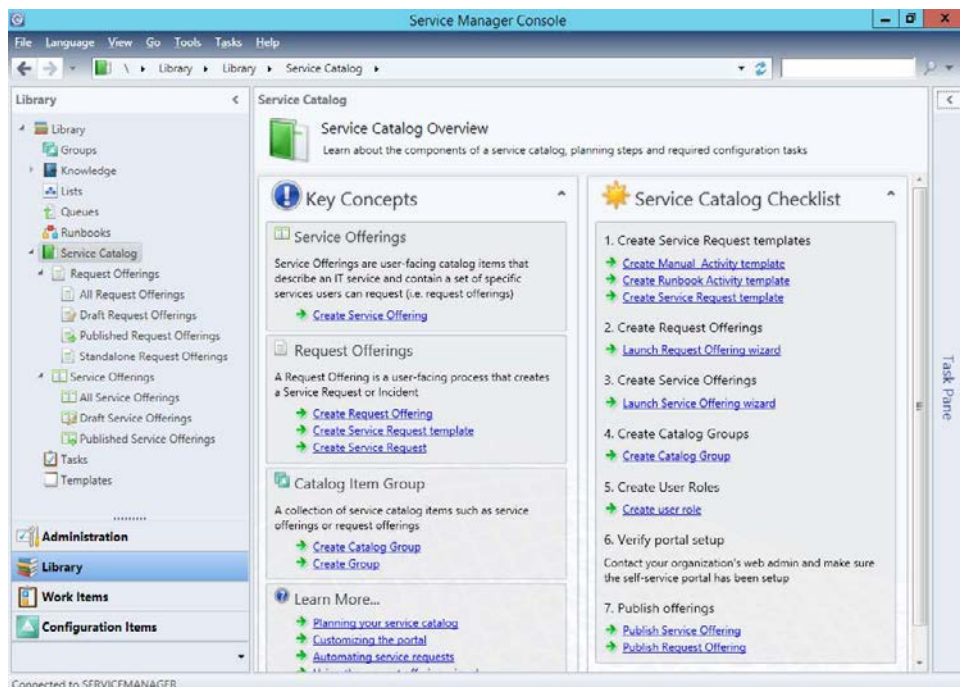 Service Manager Console
File Language View Go Tools Tasks Help
\ Library Library Service Catalog
Library
Library
Groups
Knowledge
Lists
Queues
Runbooks
Service Catalog
Request Offerings
All Request Offerings
Draft Request Offerings
Published Request Offerings
Standalone Request Offerings
Service Offerings
All Service Offerings
Draft Service Offerings
Published Service Offerings
Tasks
Templates
Administration
Library
Work Items
Configuration Items
Service Catalog
Service Catalog Overview
Learn about the components of a service catalog, planning steps and required configuration tasks
Key Concepts
Service Offerings
Service Offerings are user-facing catalog items that
describe an IT service and contain a set of specific
services users can request (i.e. request offerings)
Create Service Offering
Request Offerings
A Request Offering is a user-facing process that creates
a Service Request or Incident
Create Request Offering
Create Service Request template
Create Service Request
Catalog Item Group
A collection of service catalog items such as service
offerings or request offerings
Create Catalog Group
Create Group
Learn More...
Planning your service catalog
Customizing the portal
Automating service requests
Service Catalog Checklist
1. Create Service Request templates
Create Manual Activity template
Create Runbook Activity template
Create Service Request template
2. Create Request Offerings
Launch Request Offering wizard
3. Create Service Offerings
Launch Service Offering wizard
4. Create Catalog Groups
Create Catalog Group
5. Create User Roles
Create user role
6. Verify portal setup
Contact your organization's web admin and make sure
the self-service portal has been setup
7. Publish offerings
Publish Service Offering
Publish Request Offering
Task Pane
Connected to SERVICEMANAGER